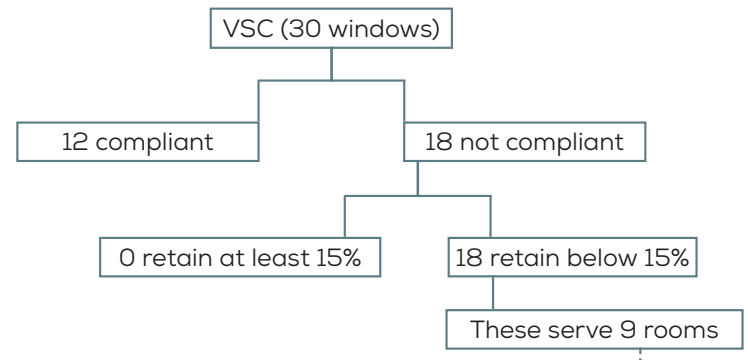 VSC (30 windows)
12 compliant
18 not compliant
0 retain at least 15%
18 retain below 15%
These serve 9 rooms